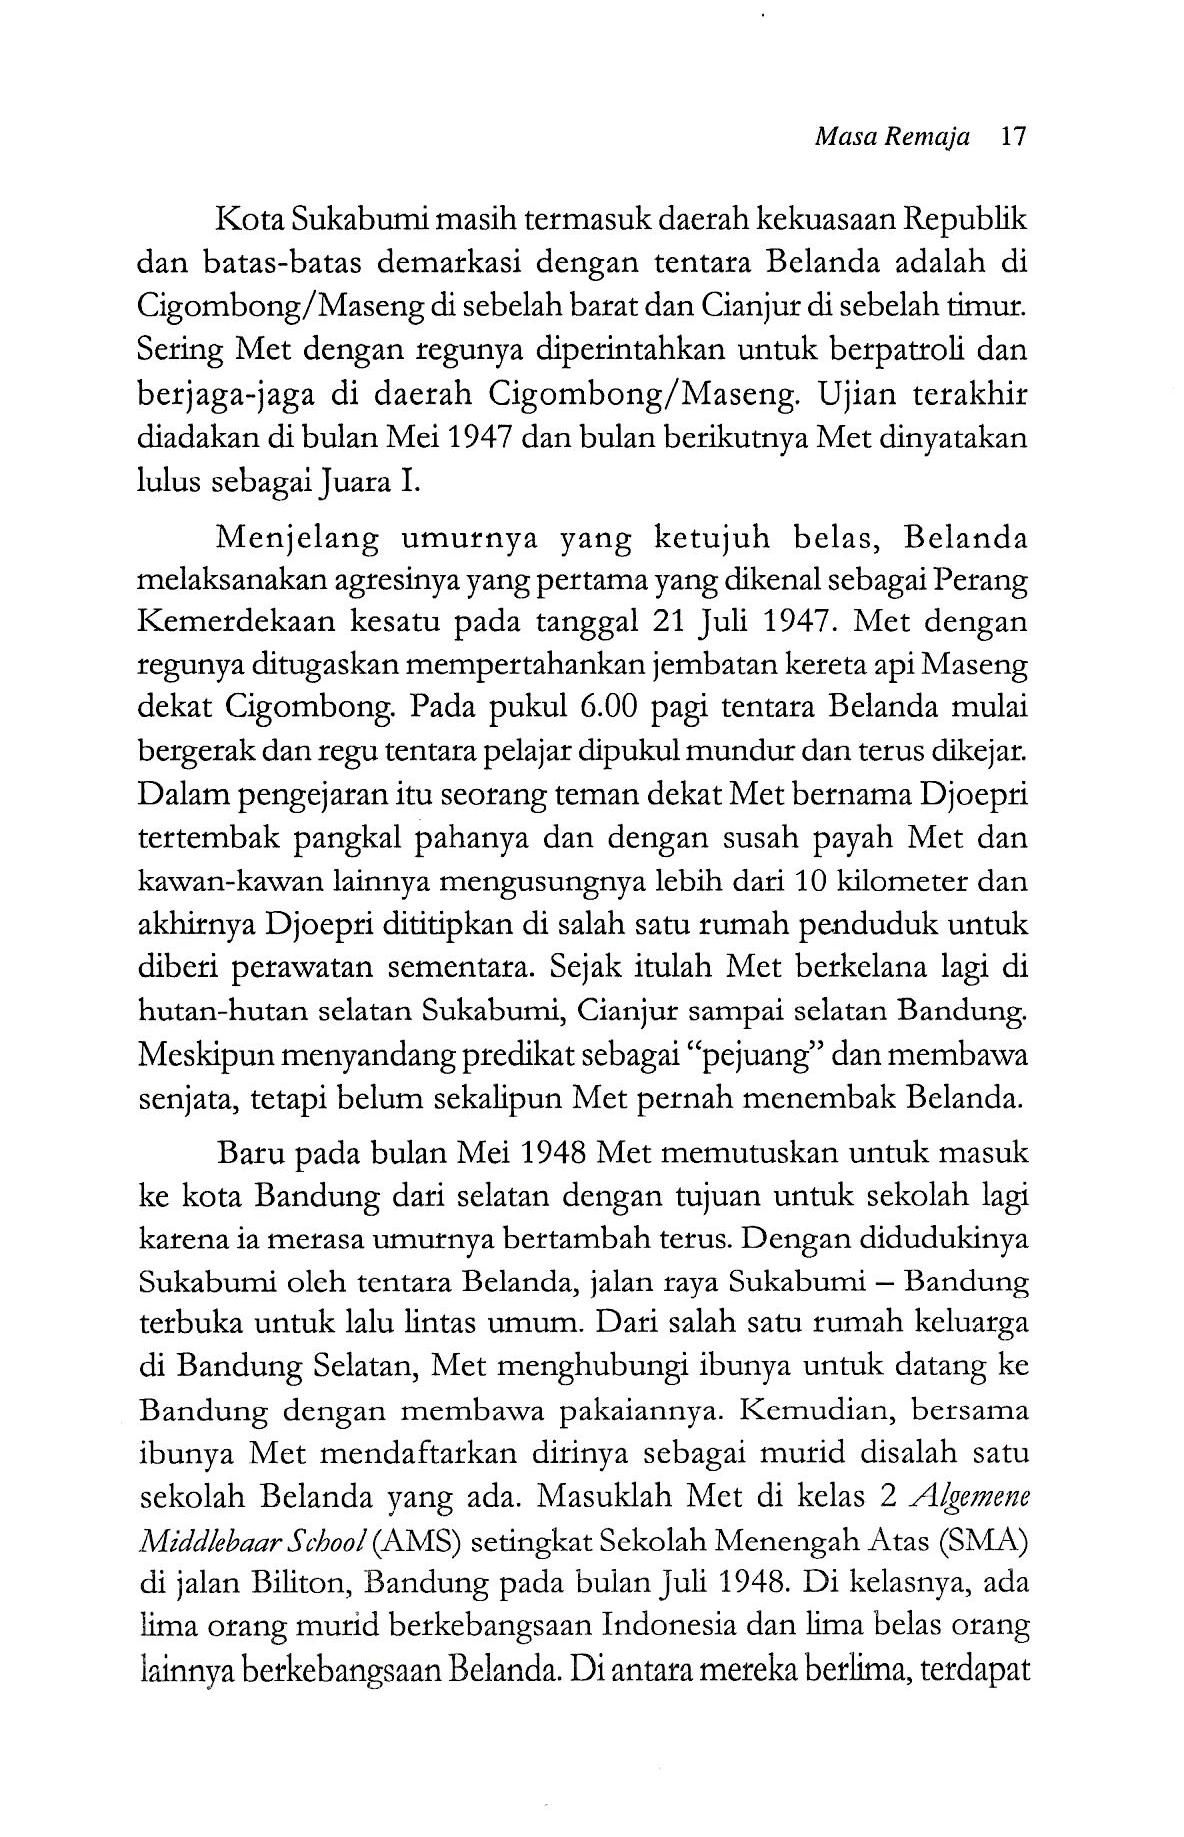 Masa Remaja 17
Kota Sukabumi masih termasuk daerah kekuasaan Republik
dan batas-batas demarkasi dengan tentara Belanda adalah di
Cigombong/Maseng di sebelah barat dan Cianjur di sebelah timur.
Sering Met dengan regunya diperintahkan untuk berpatroli dan
berjaga-jaga di daerah Cigombong/Maseng. Ujian terakhir
diadakan di bulan Mei 1947 dan bulan berikutnya Met dinyatakan
lulus sebagai Juara I.
Menjelang umurnya yang ketujuh belas, Belanda
melaksanakan agresinya yang pertama yang dikenal sebagai Perang
Kemerdekaan kesatu pada tanggal 21 Juli 1947. Met dengan
regunya ditugaskan mempertahankan jembatan kereta api Maseng
dekat Cigombong. Pada pukul 6.00 pagi tentara Belanda mulai
bergerak dan regu tentara pelajar dipukul mundur dan terus dikejar.
Dalam pengejaran itu seorang teman dekat Met bernama Djoepri
tertembak pangkal pahanya dan dengan susah payah Met dan
kawan-kawan lainnya mengusungnya lebih dari 10 kilometer dan
akhirnya Djoepri dititipkan di salah satu rumah penduduk untuk
diberi perawatan sementara. Sejak itulah Met berkelana lagi di
hutan-hutan selatan Sukabumi, Cianjur sampai selatan Bandung.
Meskipun menyandang predikat sebagai “pejuang” dan membawa
senjata, tetapi belum sekalipun Met pernah menembak Belanda.
Baru pada bulan Mei 1948 Met memutuskan untuk masuk
ke kota Bandung dari selatan dengan tujuan untuk sekolah lagi
karena ia merasa umurnya bertambah terus. Dengan didudukinya
Sukabumi oleh tentara Belanda, jalan raya Sukabumi – Bandung
terbuka untuk lalu lintas umum. Dari salah satu rumah keluarga
di Bandung Selatan, Met menghubungi ibunya untuk datang ke
Bandung dengan membawa pakaiannya. Kemudian, bersama
ibunya Met mendaftarkan dirinya sebagai murid disalah satu
sekolah Belanda yang ada. Masuklah Met di kelas 2 Algemene
Middlebaar School (AMS) setingkat Sekolah Menengah Atas (SMA)
di jalan Biliton, Bandung pada bulan Juli 1948. Di kelasnya, ada
lima orang murid berkebangsaan Indonesia dan lima belas orang
lainnya berkebangsaan Belanda. Di antara mereka berlima, terdapat